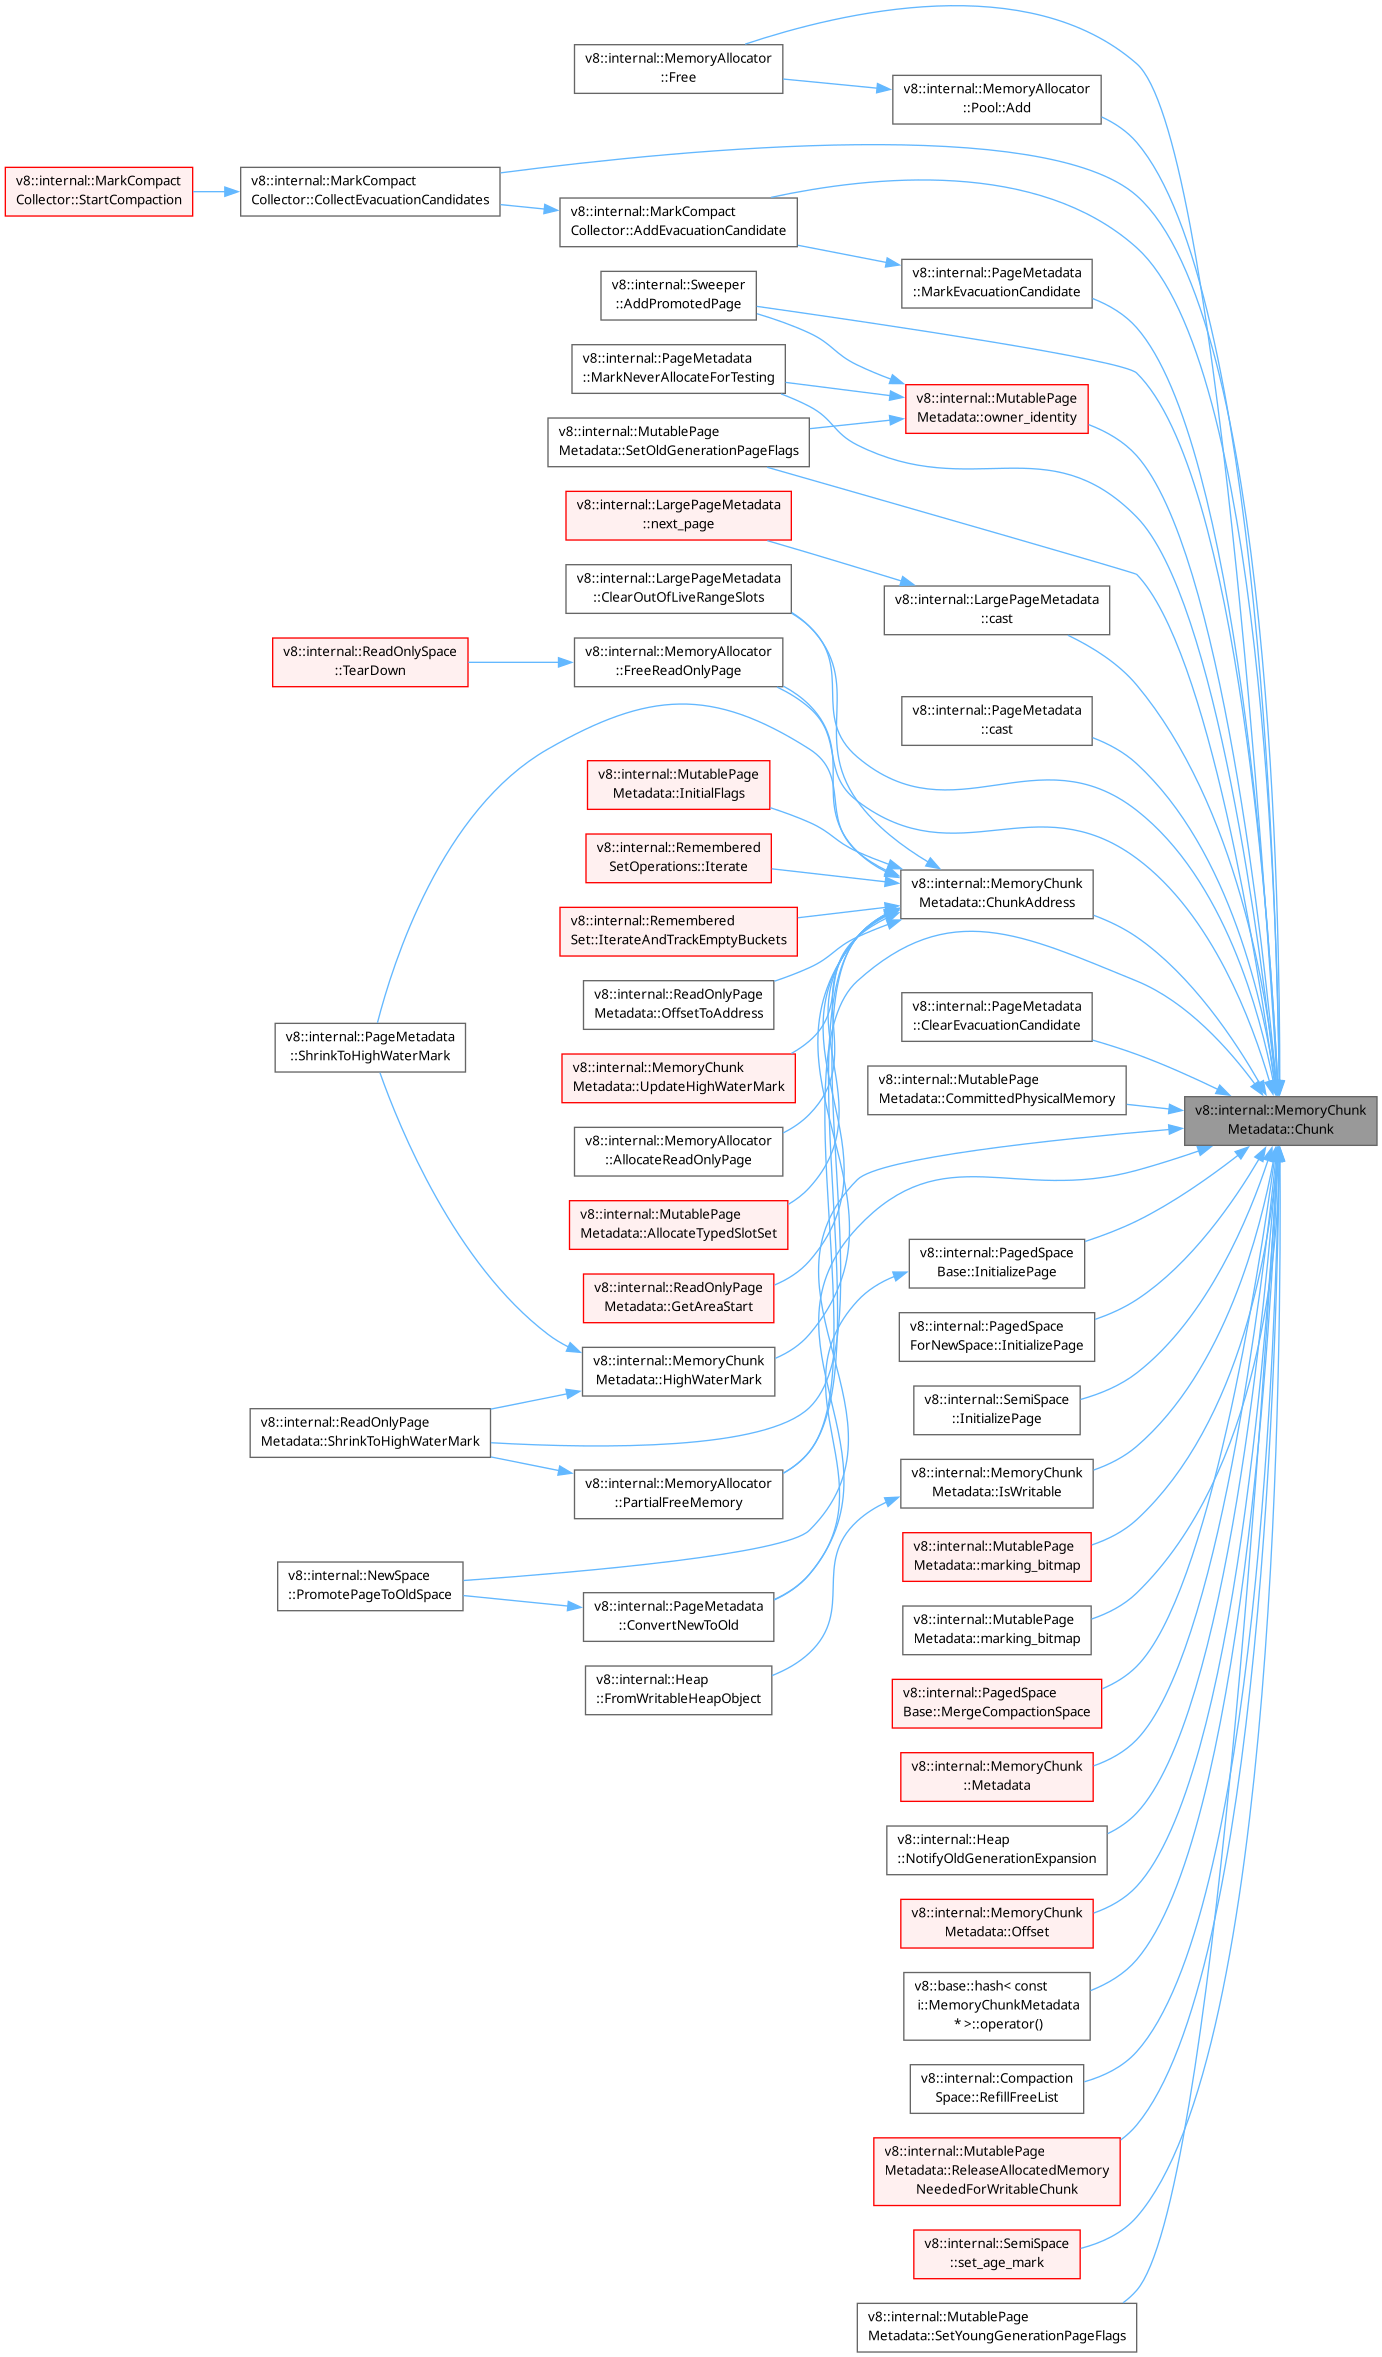 v8::internal::MemoryAllocator
::Free
v8::internal::MemoryAllocator
::Pool::Add
v8::internal::MarkCompact
Collector::StartCompaction
v8::internal::MarkCompact
Collector::CollectEvacuationCandidates
v8::internal::MarkCompact
Collector::AddEvacuationCandidate
v8::internal::PageMetadata
::MarkEvacuationCandidate
v8::internal::Sweeper
::AddPromotedPage
v8::internal::PageMetadata
::MarkNeverAllocateForTesting
v8::internal::MutablePage
Metadata::owner_identity
v8::internal::MutablePage
Metadata::SetOldGenerationPageFlags
v8::internal::LargePageMetadata
::next_page
v8::internal::LargePageMetadata
::ClearOutOfLiveRangeSlots
v8::internal::LargePageMetadata
::cast
v8::internal::ReadOnlySpace
::TearDown
v8::internal::MemoryAllocator
::FreeReadOnlyPage
v8::internal::PageMetadata
::cast
v8::internal::MutablePage
Metadata::InitialFlags
v8::internal::Remembered
SetOperations::Iterate
v8::internal::MemoryChunk
Metadata::ChunkAddress
v8::internal::Remembered
Set::IterateAndTrackEmptyBuckets
v8::internal::ReadOnlyPage
Metadata::OffsetToAddress
v8::internal::PageMetadata
::ClearEvacuationCandidate
v8::internal::PageMetadata
::ShrinkToHighWaterMark
v8::internal::MemoryChunk
Metadata::UpdateHighWaterMark
v8::internal::MutablePage
Metadata::CommittedPhysicalMemory
v8::internal::MemoryChunk
Metadata::Chunk
v8::internal::MemoryAllocator
::AllocateReadOnlyPage
v8::internal::MutablePage
Metadata::AllocateTypedSlotSet
v8::internal::PagedSpace
Base::InitializePage
v8::internal::ReadOnlyPage
Metadata::GetAreaStart
v8::internal::PagedSpace
ForNewSpace::InitializePage
v8::internal::MemoryChunk
Metadata::HighWaterMark
v8::internal::SemiSpace
::InitializePage
v8::internal::ReadOnlyPage
Metadata::ShrinkToHighWaterMark
v8::internal::MemoryAllocator
::PartialFreeMemory
v8::internal::MemoryChunk
Metadata::IsWritable
v8::internal::MutablePage
Metadata::marking_bitmap
v8::internal::NewSpace
::PromotePageToOldSpace
v8::internal::PageMetadata
::ConvertNewToOld
v8::internal::MutablePage
Metadata::marking_bitmap
v8::internal::Heap
::FromWritableHeapObject
v8::internal::PagedSpace
Base::MergeCompactionSpace
v8::internal::MemoryChunk
::Metadata
v8::internal::Heap
::NotifyOldGenerationExpansion
v8::internal::MemoryChunk
Metadata::Offset
v8::base::hash< const
i::MemoryChunkMetadata
* >::operator()
v8::internal::Compaction
Space::RefillFreeList
v8::internal::MutablePage
Metadata::ReleaseAllocatedMemory
NeededForWritableChunk
v8::internal::SemiSpace
::set_age_mark
v8::internal::MutablePage
Metadata::SetYoungGenerationPageFlags